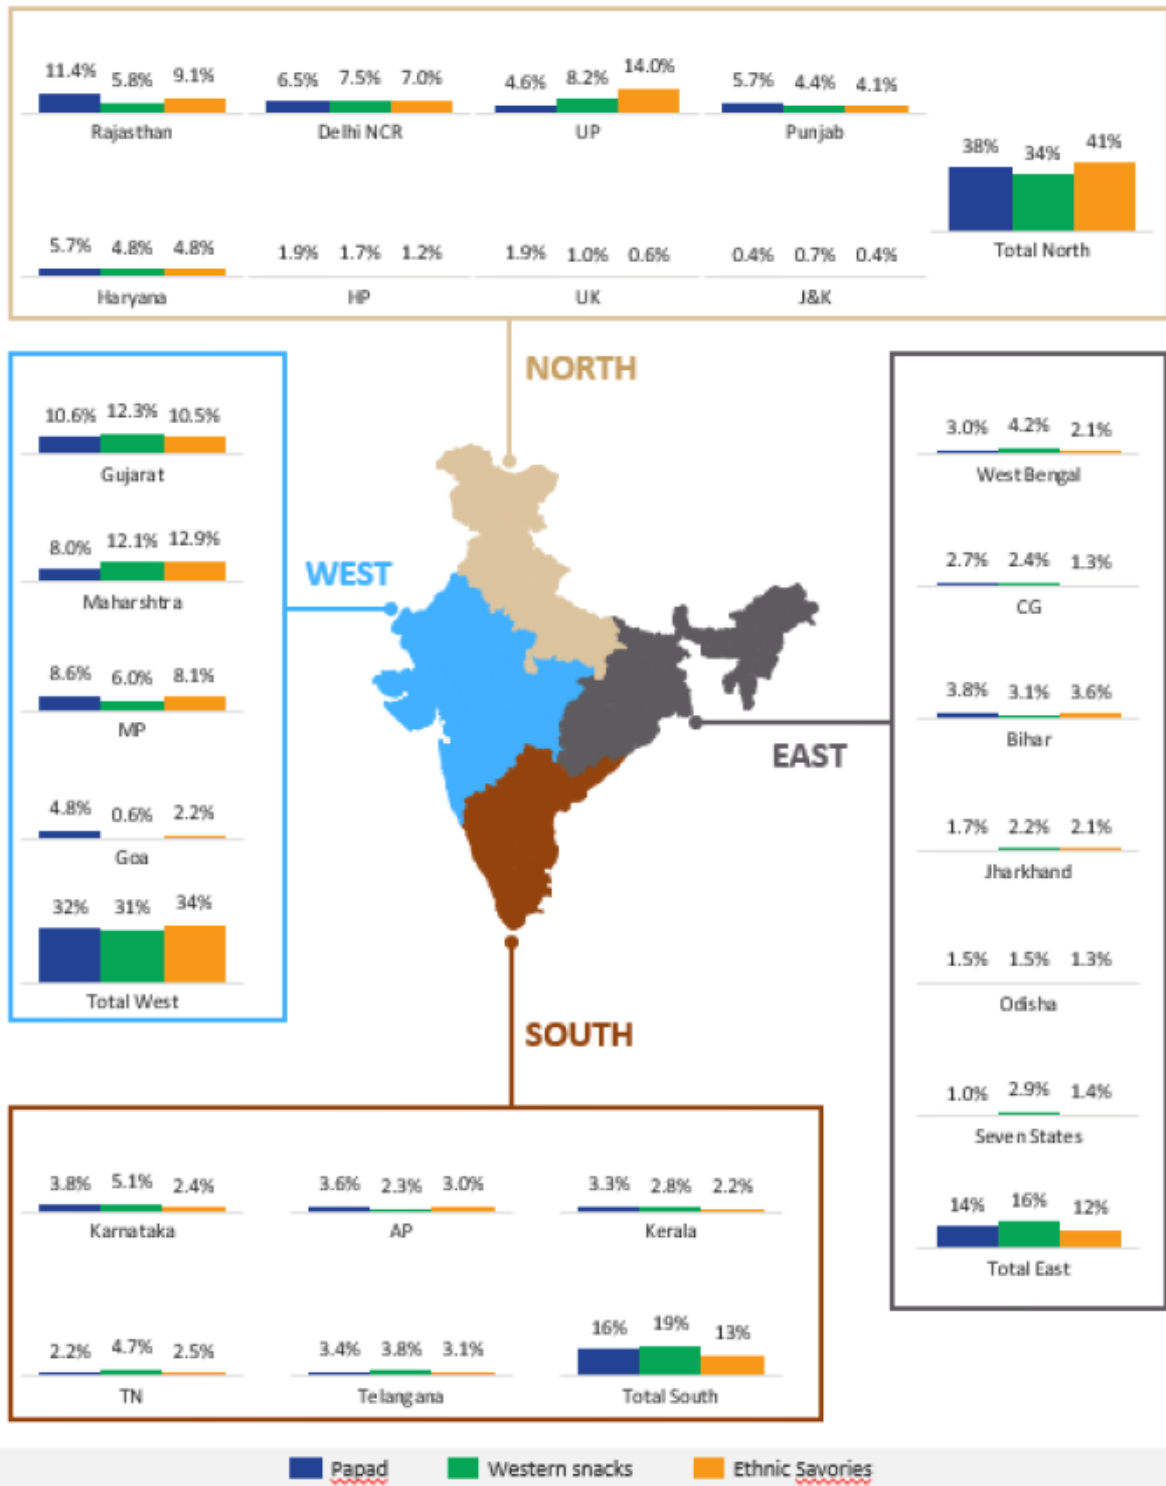 11.4% 5.8% 9.1%
Rajasthan
6.5% 7.5% 7.0%
Delhi NCR
4.6% 8.2% 14.0%
UP
5.7% 4.4% 4.1%
Punjab
38% 34% 41%
Total North
5.7% 4.8% 4.8%
Haryana
1.9% 1.7% 1.2%
HP
1.9% 1.0% 0.6%
UK
0.4% 0.7% 0.4%
J&K
NORTH
10.6% 12.3% 10.5%
Gujarat
8.0% 12.1% 12.9%
Maharshtra
8.6% 6.0% 8.1%
MP
4.8% 0.6% 2.2%
Goa
32% 31% 34%
Total West
WEST
EAST
3.0% 4.2% 2.1%
West Bengal
2.7% 2.4% 1.3%
CG
3.8% 3.1% 3.6%
Bihar
1.7% 2.2% 2.1%
Jharkhand
1.5% 1.5% 1.3%
Odisha
1.0% 2.9% 1.4%
Seven States
14% 16% 12%
Total East
SOUTH
3.8% 5.1% 2.4%
Karnataka
3.6% 2.3% 3.0%
AP
3.3% 2.8% 2.2%
Kerala
2.2% 4.7% 2.5%
TN
3.4% 3.8% 3.1%
Telangana
16% 19% 13%
Total South
Papad Western snacks Ethnic Savories